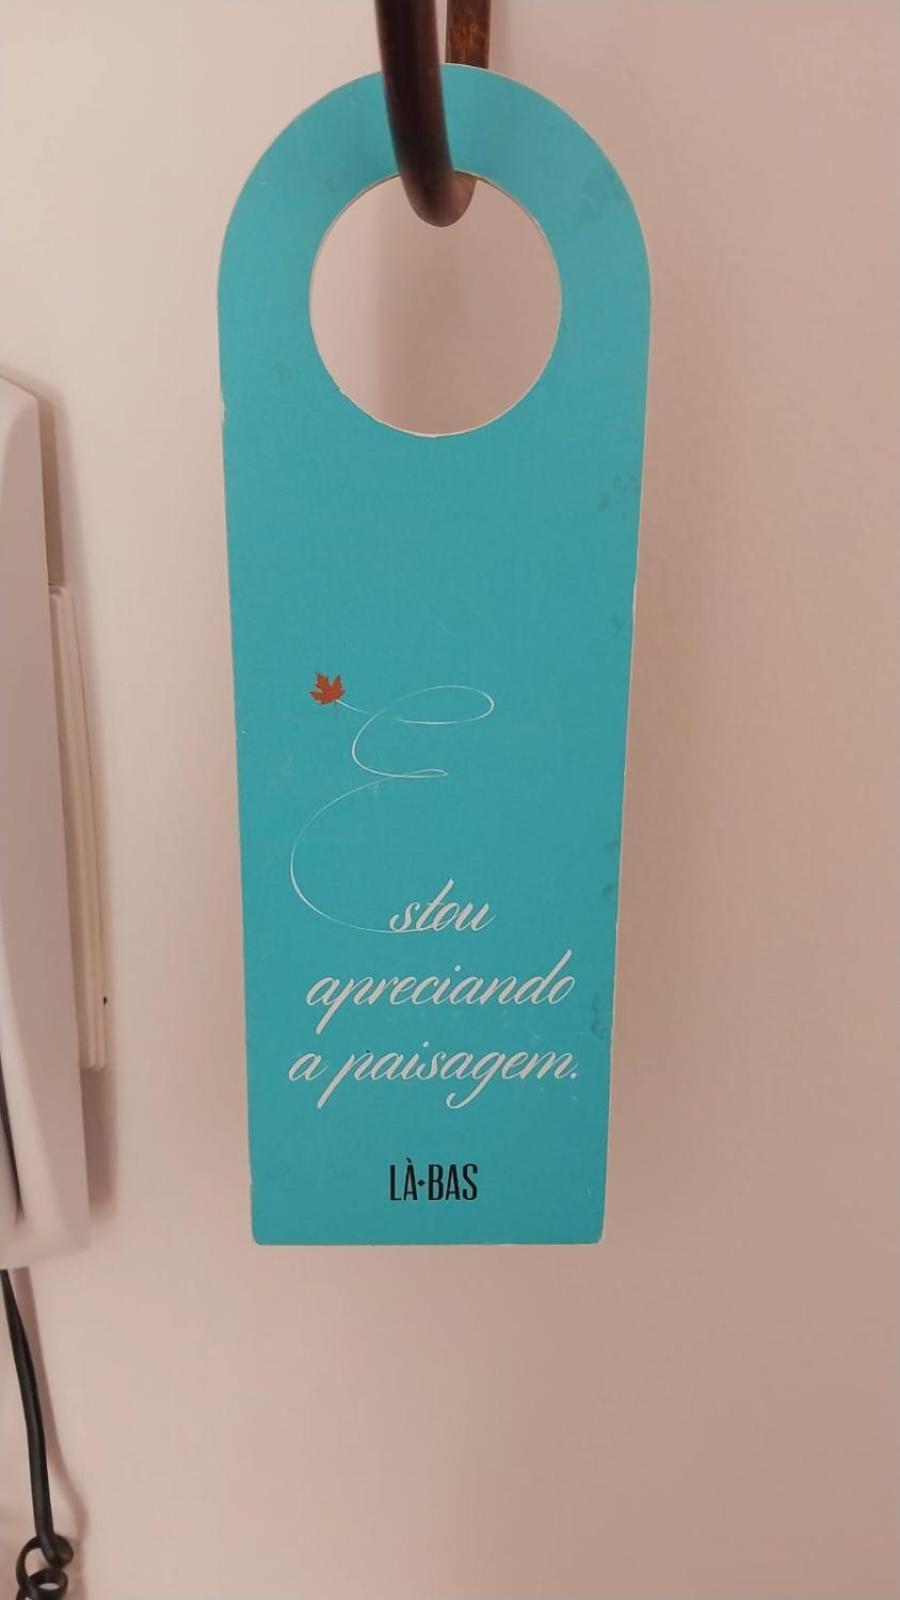 Estou
apreciando
a paisagem.
LÀ·BAS